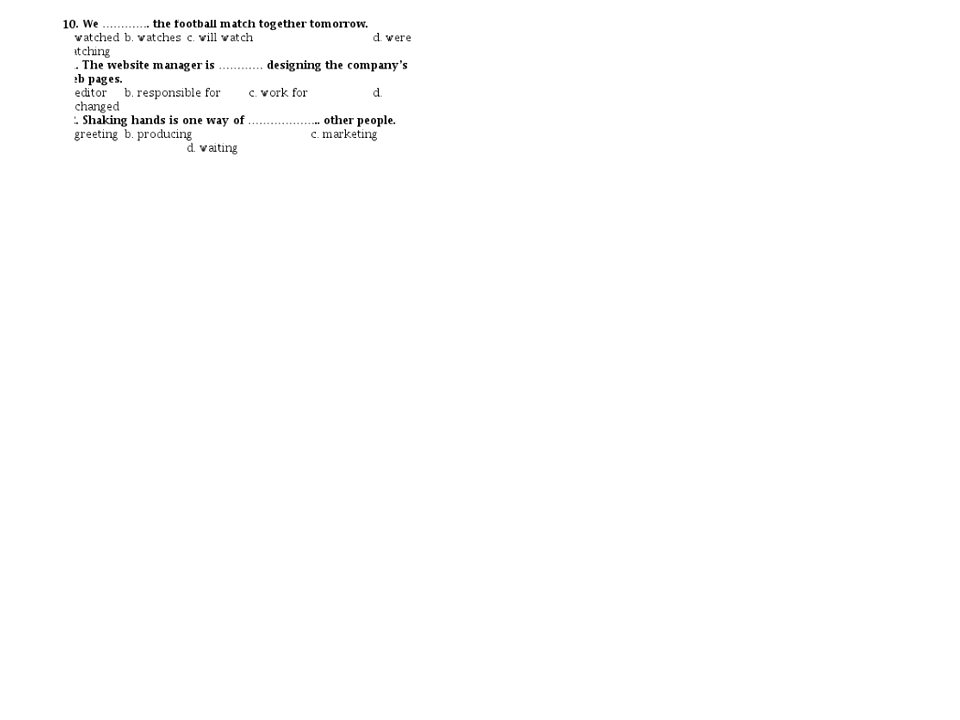 10. We …………. the football match together tomorrow.
watched b. watches c. will watch d. were
tching
. The website manager is ………… designing the company's
b pages.
editor b. responsible for c. work for d.
changed
. Shaking hands is one way of ……………….. other people.
greeting b. producing c. marketing
d. waiting